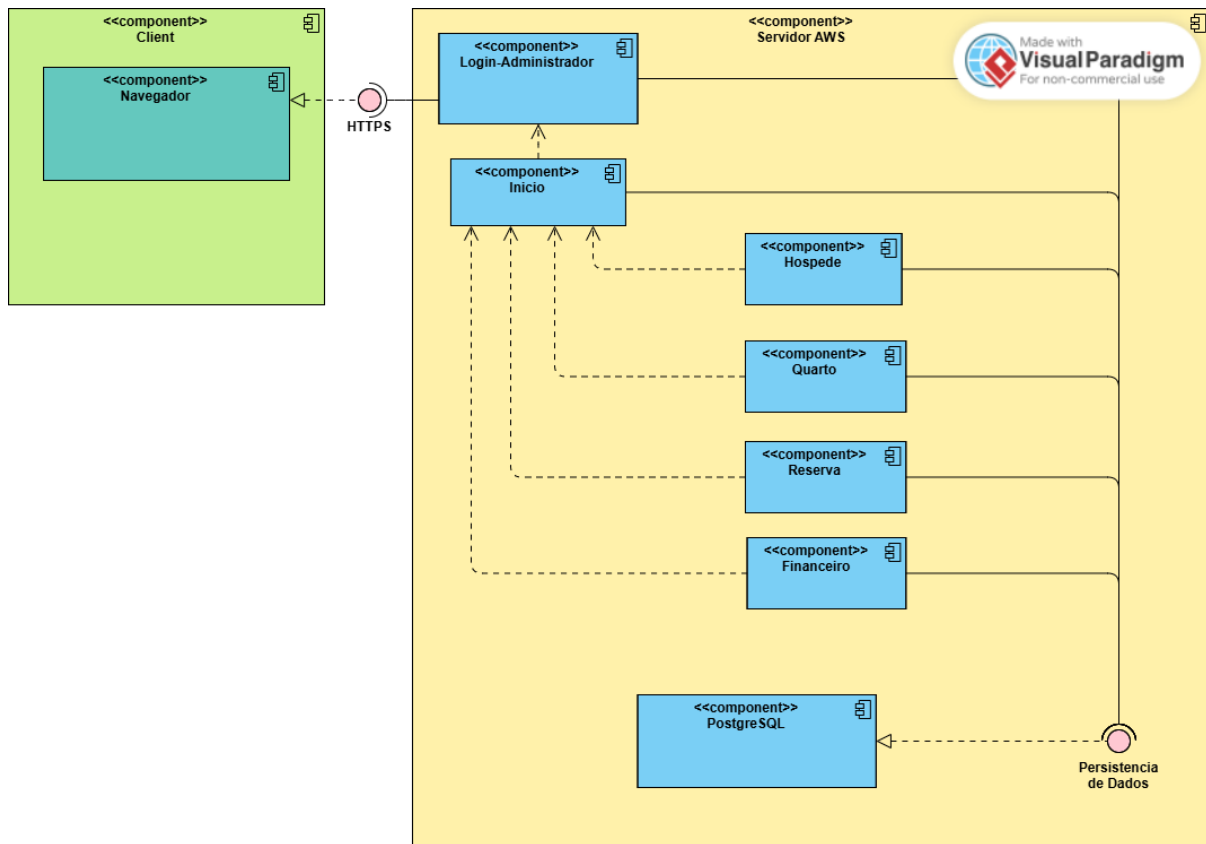 <<component>>
Client
<<component>>
Navegador
HTTPS
<<component>>
Servidor AWS
Made with
Visual Paradigm
For non-commercial use
<<component>>
Login-Administrador
<<component>>
Inicio
<<component>>
Hospede
<<component>>
Quarto
<<component>>
Reserva
<<component>>
Financeiro
<<component>>
PostgreSQL
Persistencia
de Dados